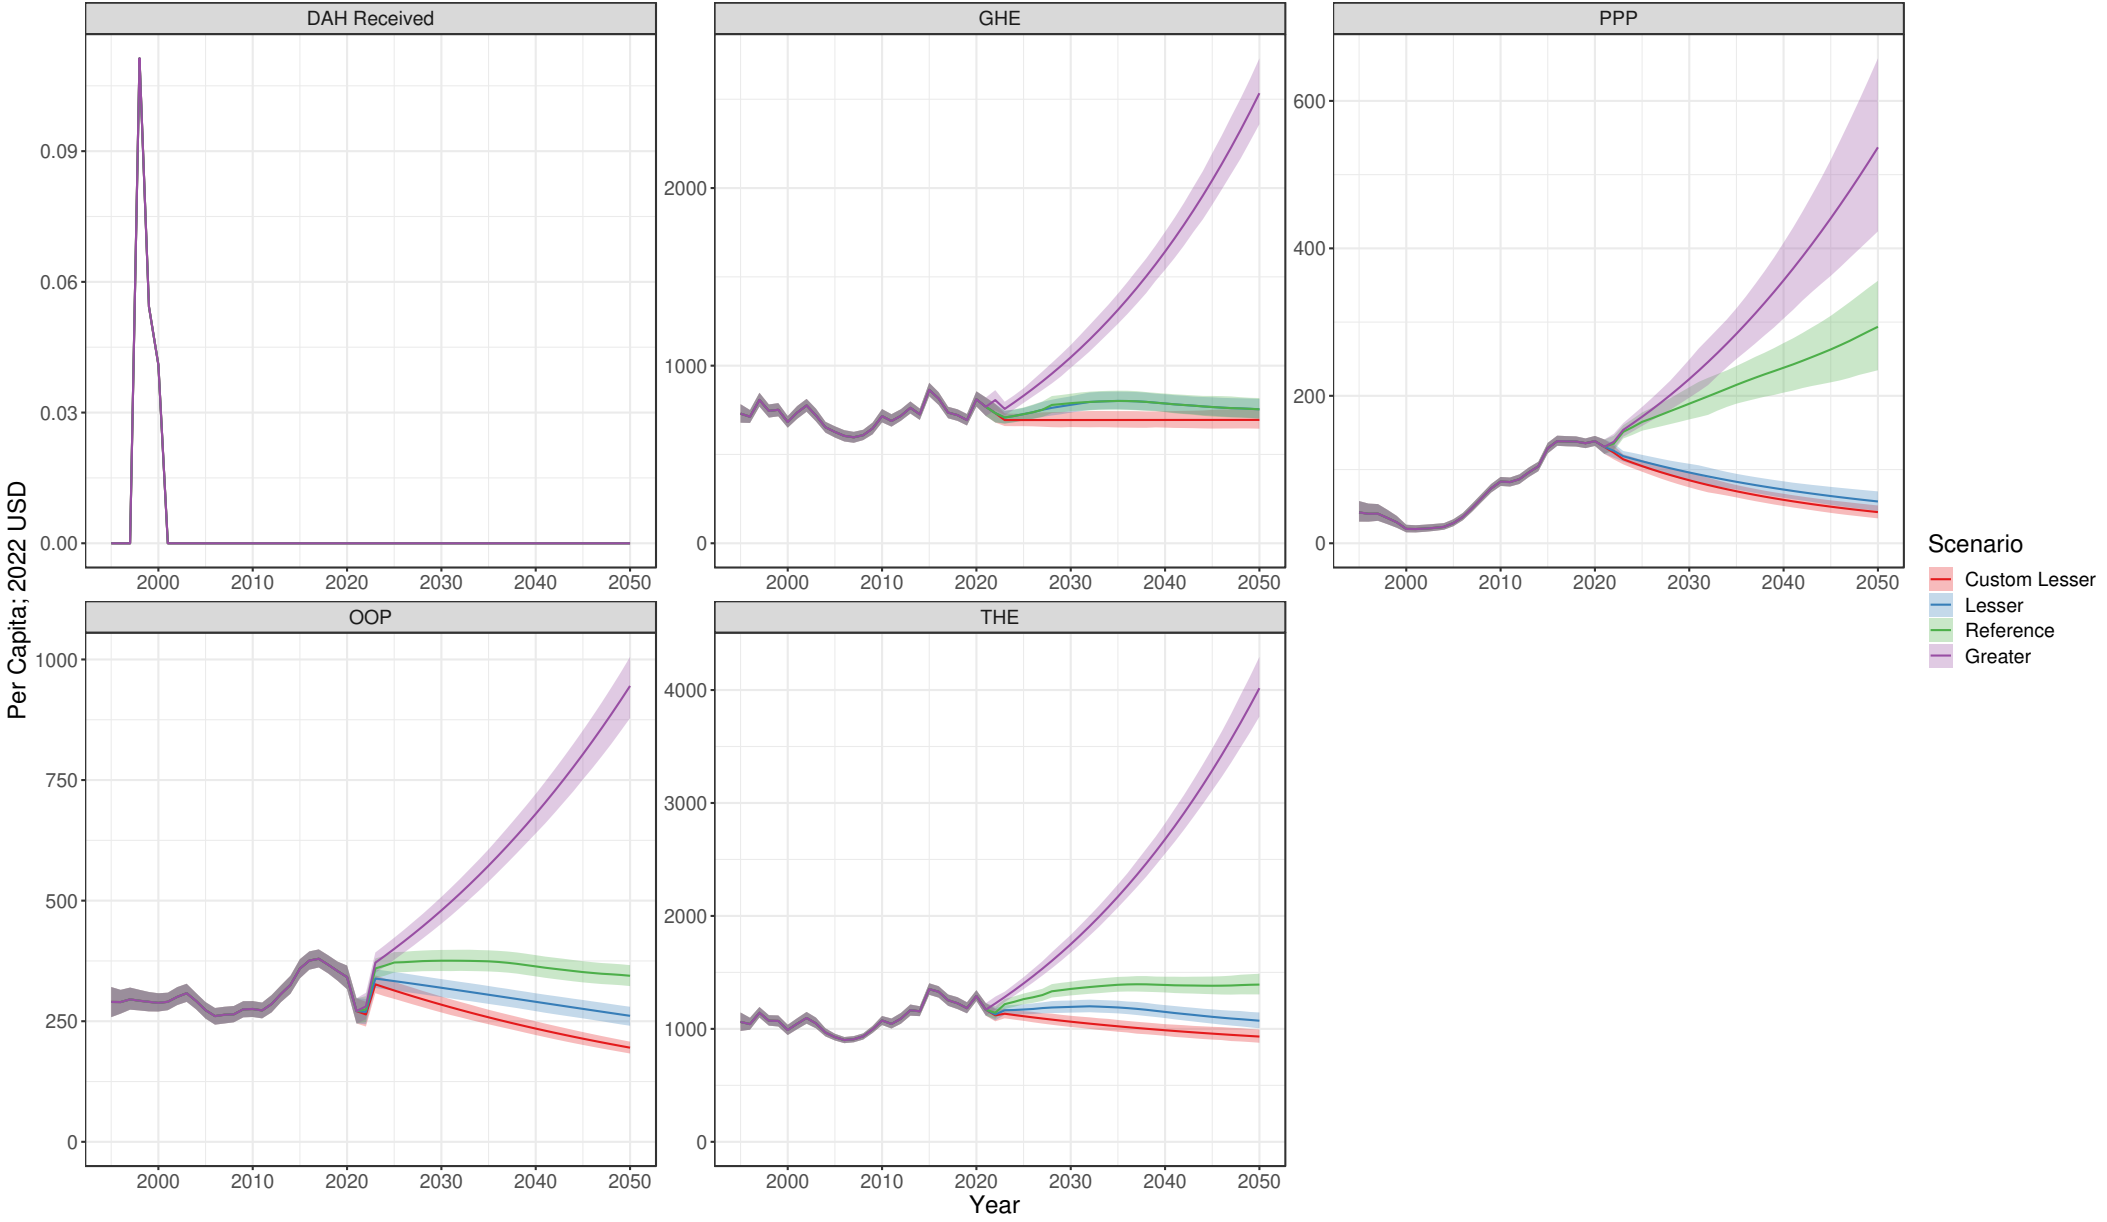 DAH Received
GHE
PPP
0.09
0.06
0.03
0.00
2000
1000
0
600
400
200
0
2000 2010 2020 2030 2040 2050
2000 2010 2020 2030 2040 2050
2000 2010 2020 2030 2040 2050
Per Capita; 2022 USD
OOP
THE
1000
750
500
250
0
4000
3000
2000
1000
0
2000 2010 2020 2030 2040 2050
2000 2010 2020 2030 2040 2050
Year
Scenario
Custom Lesser
Lesser
Reference
Greater